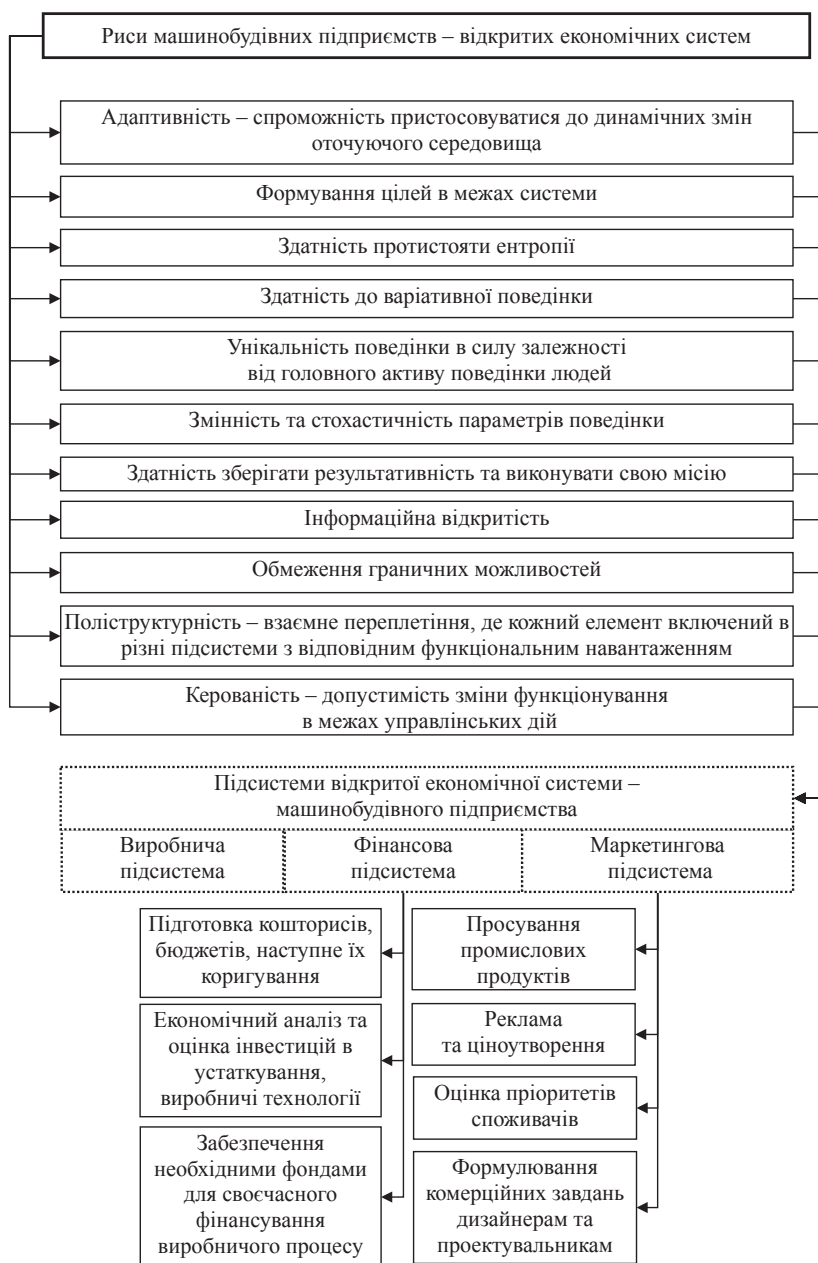 Риси машинобудівних підприємств – відкритих економічних систем
Адаптивність – спроможність пристосовуватися до динамічних змін
оточуючого середовища
Формування цілей в межах системи
Здатність протистояти ентропії
Здатність до варіативної поведінки
Унікальність поведінки в силу залежності
від головного активу поведінки людей
Змінність та стохастичність параметрів поведінки
Здатність зберігати результативність та виконувати свою місію
Інформаційна відкритість
Обмеження граничних можливостей
Поліструктурність – взаємне переплетіння, де кожний елемент включений в
різні підсистеми з відповідним функціональним навантаженням
Керованість – допустимість зміни функціонування
в межах управлінських дій
Підсистеми відкритої економічної системи –
машинобудівного підприємства
Виробнича
підсистема
Фінансова
підсистема
Маркетингова
підсистема
Підготовка кошторисів,
бюджетів, наступне їх
коригування
Економічний аналіз та
оцінка інвестицій в
устаткування,
виробничі технології
Забезпечення
необхідними фондами
для своєчасного
фінансування
виробничого процесу
Просування
промислових
продуктів
Реклама
та ціноутворення
Оцінка пріоритетів
споживачів
Формулювання
комерційних завдань
дизайнерам та
проектувальникам